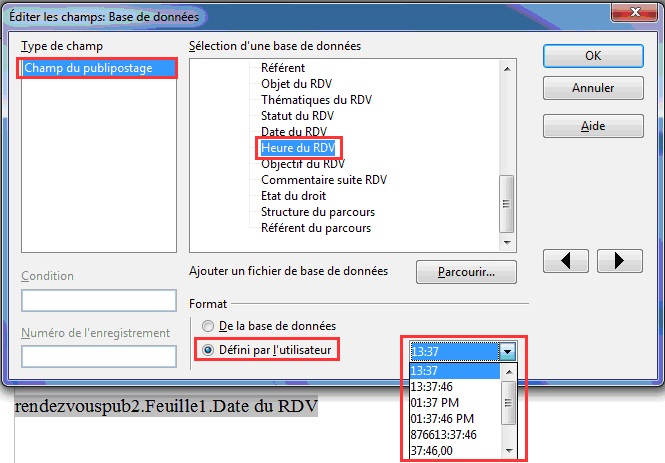 Éditer les champs: Base de données
Type de champ
Champ du publipostage
Sélection d'une base de données
Référent
Objet du RDV
Thématiques du RDV
Statut du RDV
Date du RDV
Heure du RDV
Objectif du RDV
Commentaire suite RDV
Etat du droit
Structure du parcours
Référent du parcours
OK
Annuler
Aide
Ajouter un fichier de base de données
Parcourir...
Condition
Numéro de l'enregistrement
Format
De la base de données
Défini par l'utilisateur
13:37
13:37
13:37:46
01:37 PM
01:37:46 PM
876613:37:46
37:46,00
rendezvouspub2.Feuille1.Date du RDV